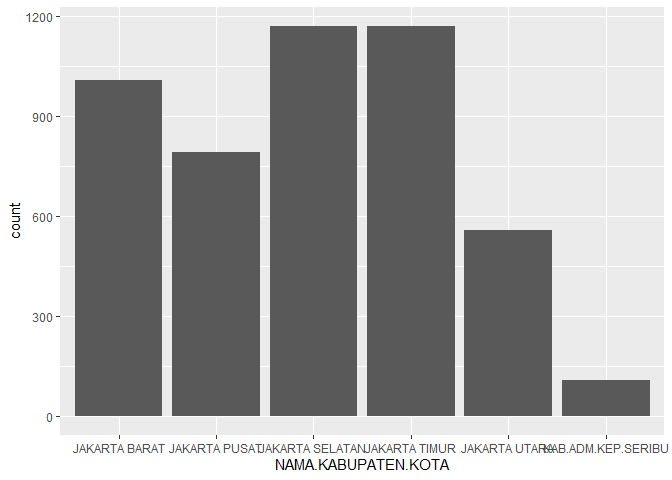 1200
900
600
300
0
count
JAKARTA BARAT
JAKARTA PUSAT
JAKARTA SELATAN
JAKARTA TIMUR
JAKARTA UTARA
KAB.ADM.KEP.SERIBU
NAMA.KABUPATEN.KOTA